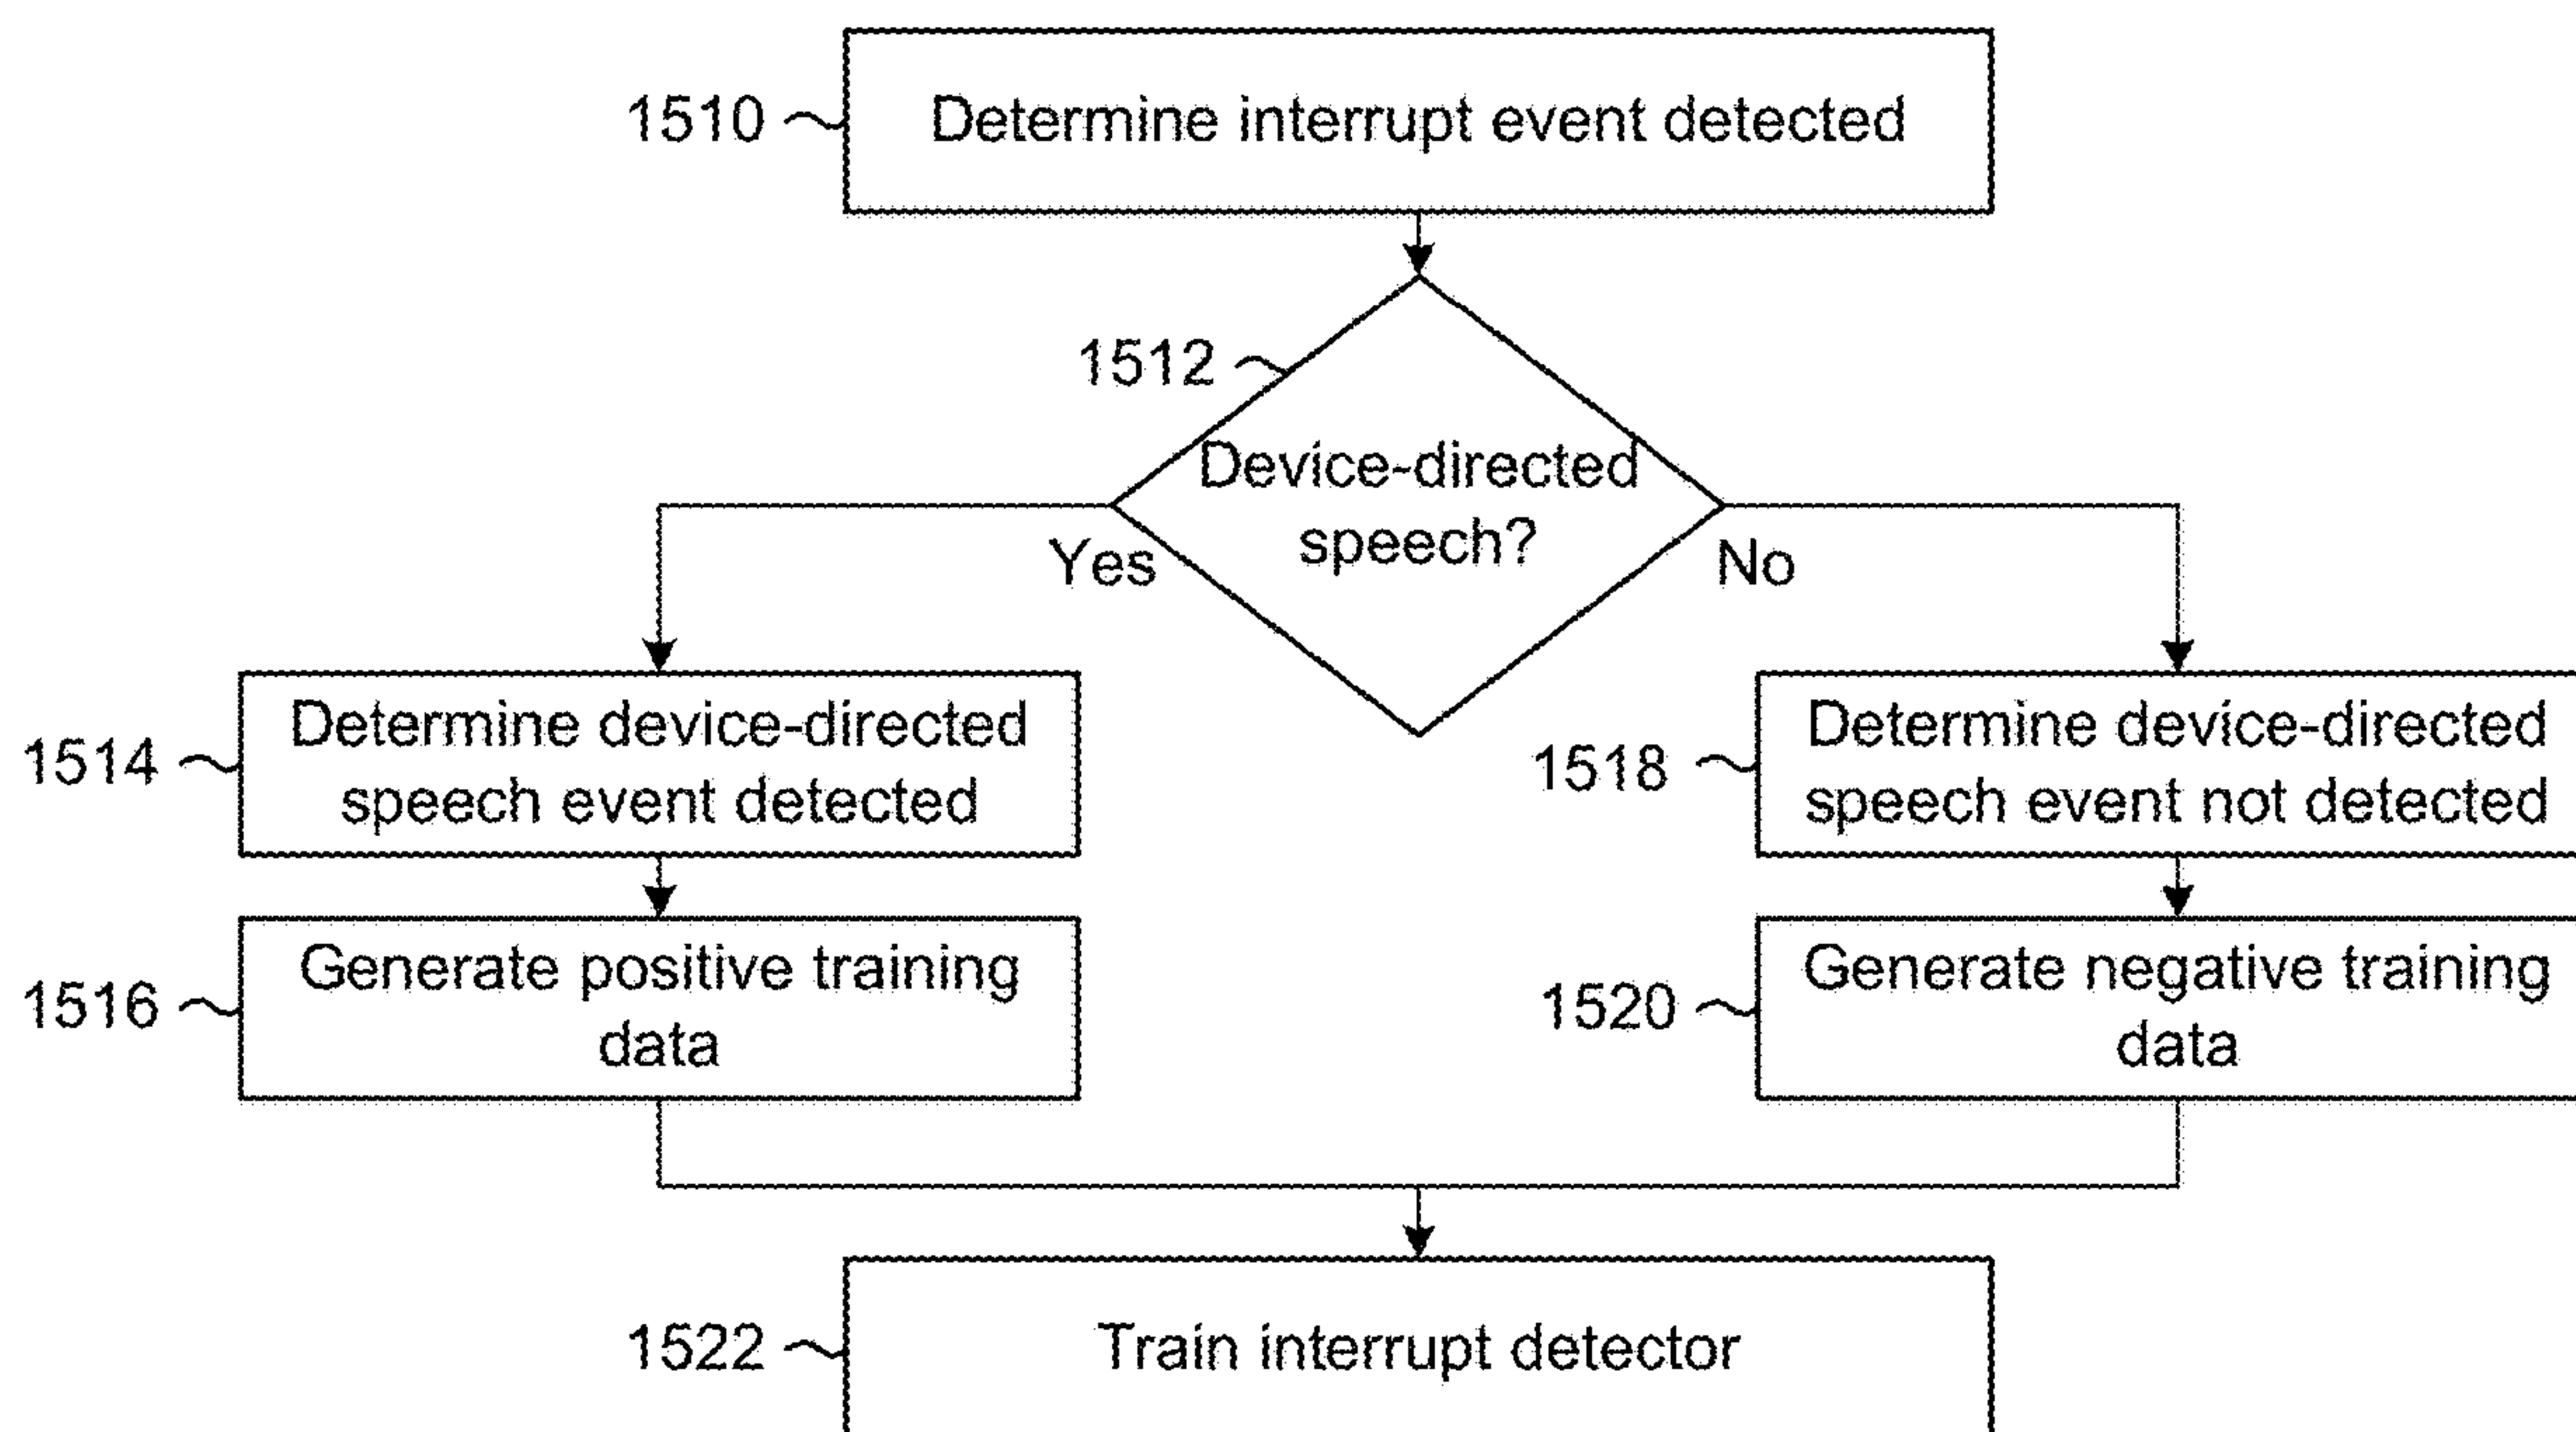 1510
Determine interrupt event detected
1512
Device-directed
speech?
Yes
No
1514
Determine device-directed
speech event detected
1518
Determine device-directed
speech event not detected
1516
Generate positive training
data
1520
Generate negative training
data
1522
Train interrupt detector